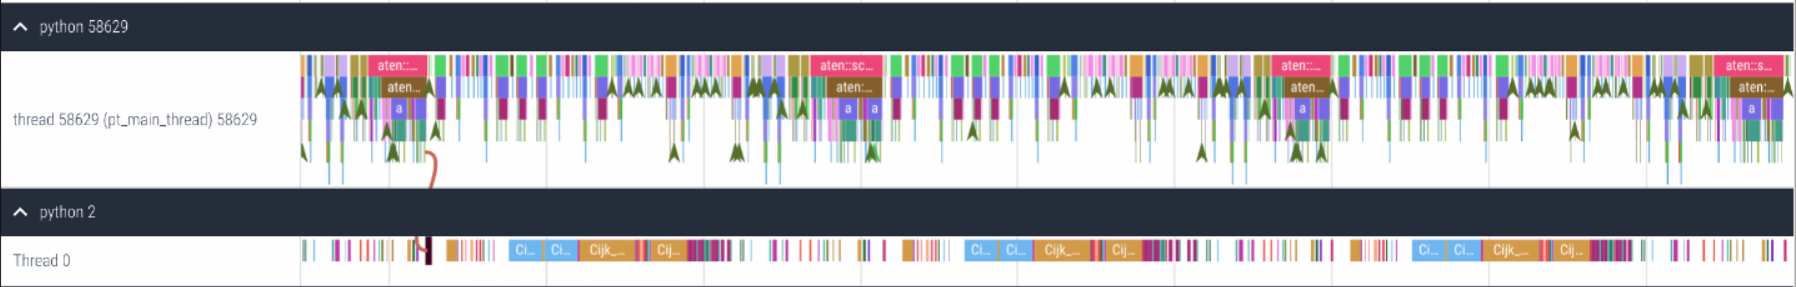 python 58629
aten::... aten::sc... aten::... aten::s...
aten... aten:... aten... aten:...
thread 58629 (pt_main_thread) 58629
a a a a a
python 2
Thread 0
Ci... Ci... Cijk_... Cij... Ci... Ci... Cijk_... Cij... Ci... Ci... Cijk_... Cij...